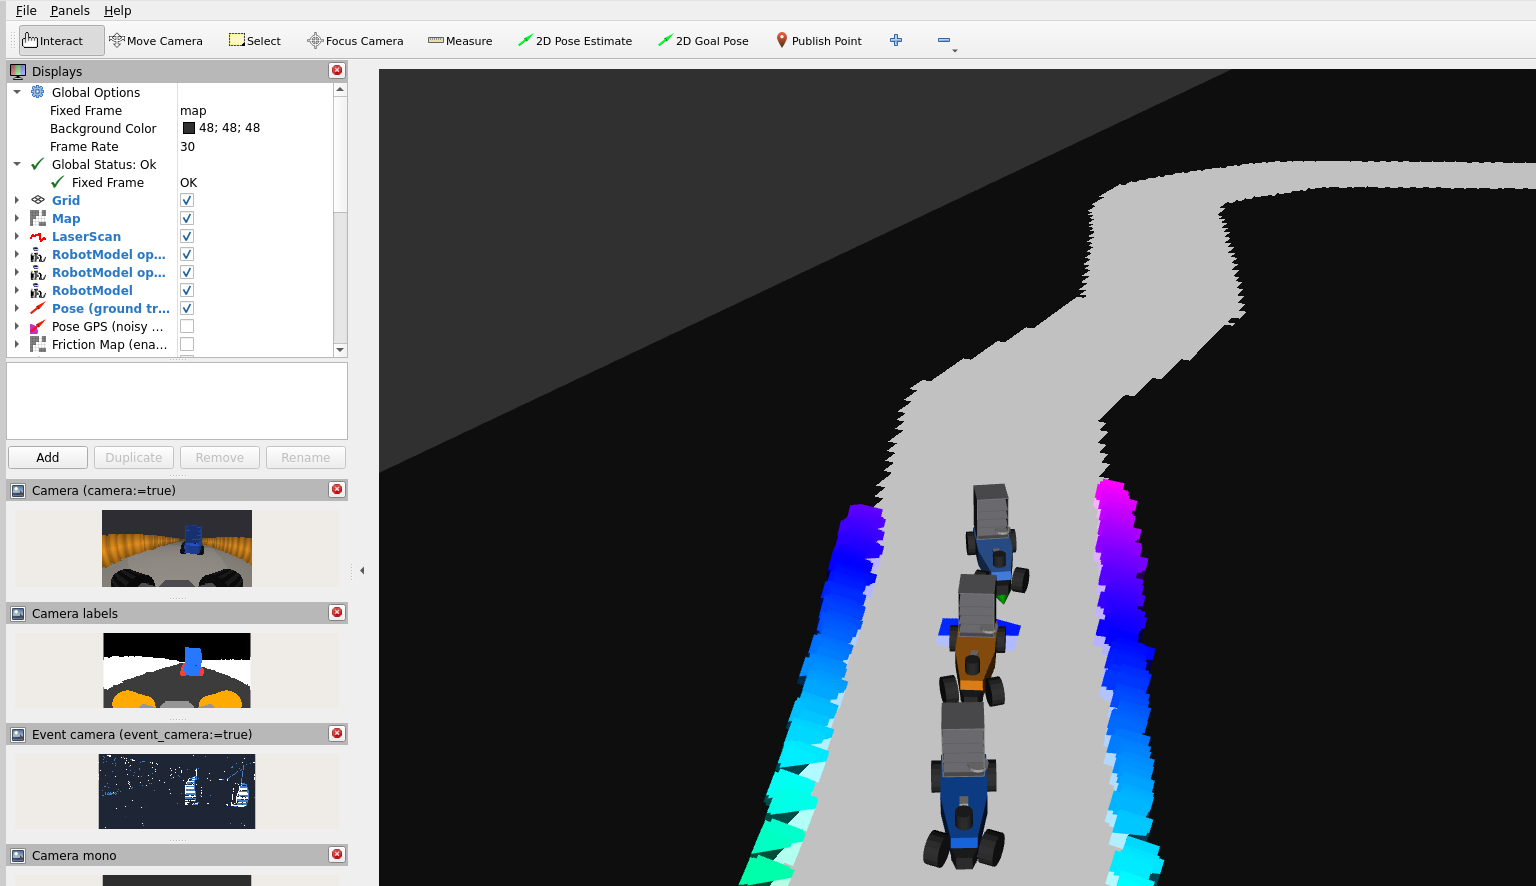 File Panels Help
Interact Move Camera Select Focus Camera Measure 2D Pose Estimate 2D Goal Pose Publish Point
Displays
Global Options
Fixed Frame map
Background Color 48; 48; 48
Frame Rate 30
Global Status: Ok
Fixed Frame OK
Grid
Map
LaserScan
RobotModel op...
RobotModel op...
RobotModel
Pose (ground tr...
Pose GPS (noisy ...
Friction Map (ena...
Add Duplicate Remove Rename
Camera (camera:=true)
Camera labels
Event camera (event_camera:=true)
Camera mono